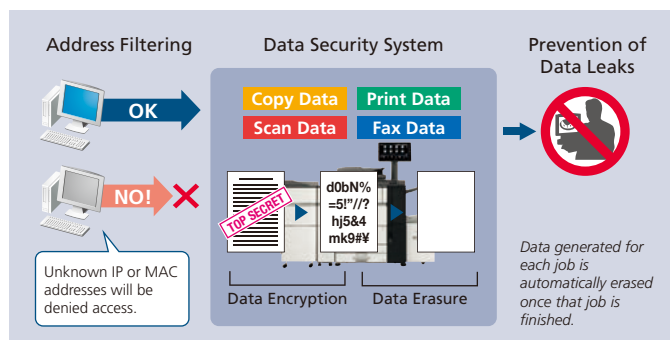 Address Filtering
OK
NO!
Unknown IP or MAC
addresses will be
denied access.
Data Security System
Copy Data
Print Data
Scan Data
Fax Data
TOP SECRET
d0bN%
=5!”//?
hj5&4
mk9#¥
Data Encryption
Data Erasure
Prevention of
Data Leaks
Data generated for
each job is
automatically erased
once that job is
finished.